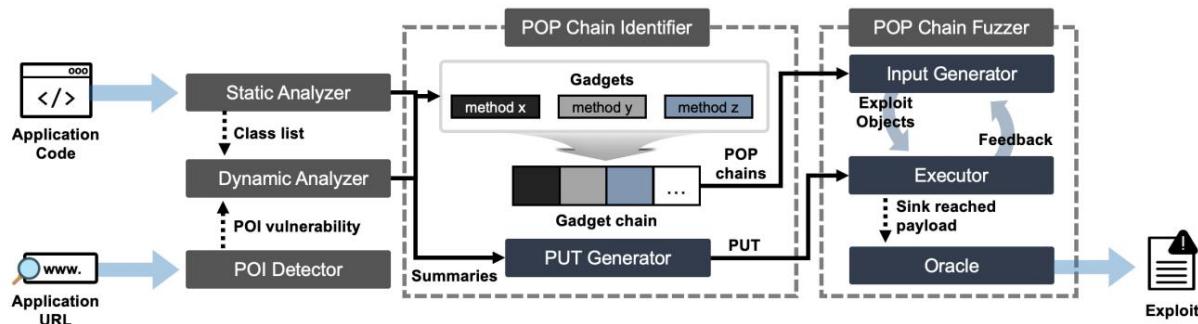 POP Chain Identifier
POP Chain Fuzzer
ooo
</>
Application
Code
Static Analyzer
Class list
Dynamic Analyzer
POI vulnerability
www.
Application
URL
POI Detector
Gadgets
method x
method y
method z
...
Gadget chain
POP
chains
Summaries
PUT Generator
PUT
Input Generator
Exploit
Objects
Feedback
Executor
Sink reached
payload
Oracle
!
Exploit